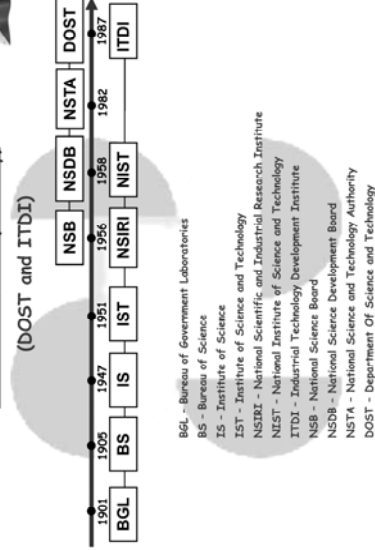 (DOST and ITDI)
NSB NSDB NSTA DOST
1901 1905 1947 1951 1956 1958 1982 1987
BGL BS IS IST NSIRI NIST ITDI
BGL - Bureau of Government Laboratories
BS - Bureau of Science
IS - Institute of Science
IST - Institute of Science and Technology
NSIRI - National Scientific and Industrial Research Institute
NIST - National Institute of Science and Technology
ITDI - Industrial Technology Development Institute
NSB - National Science Board
NSDB - National Science Development Board
NSTA - National Science and Technology Authority
DOST - Department Of Science and Technology